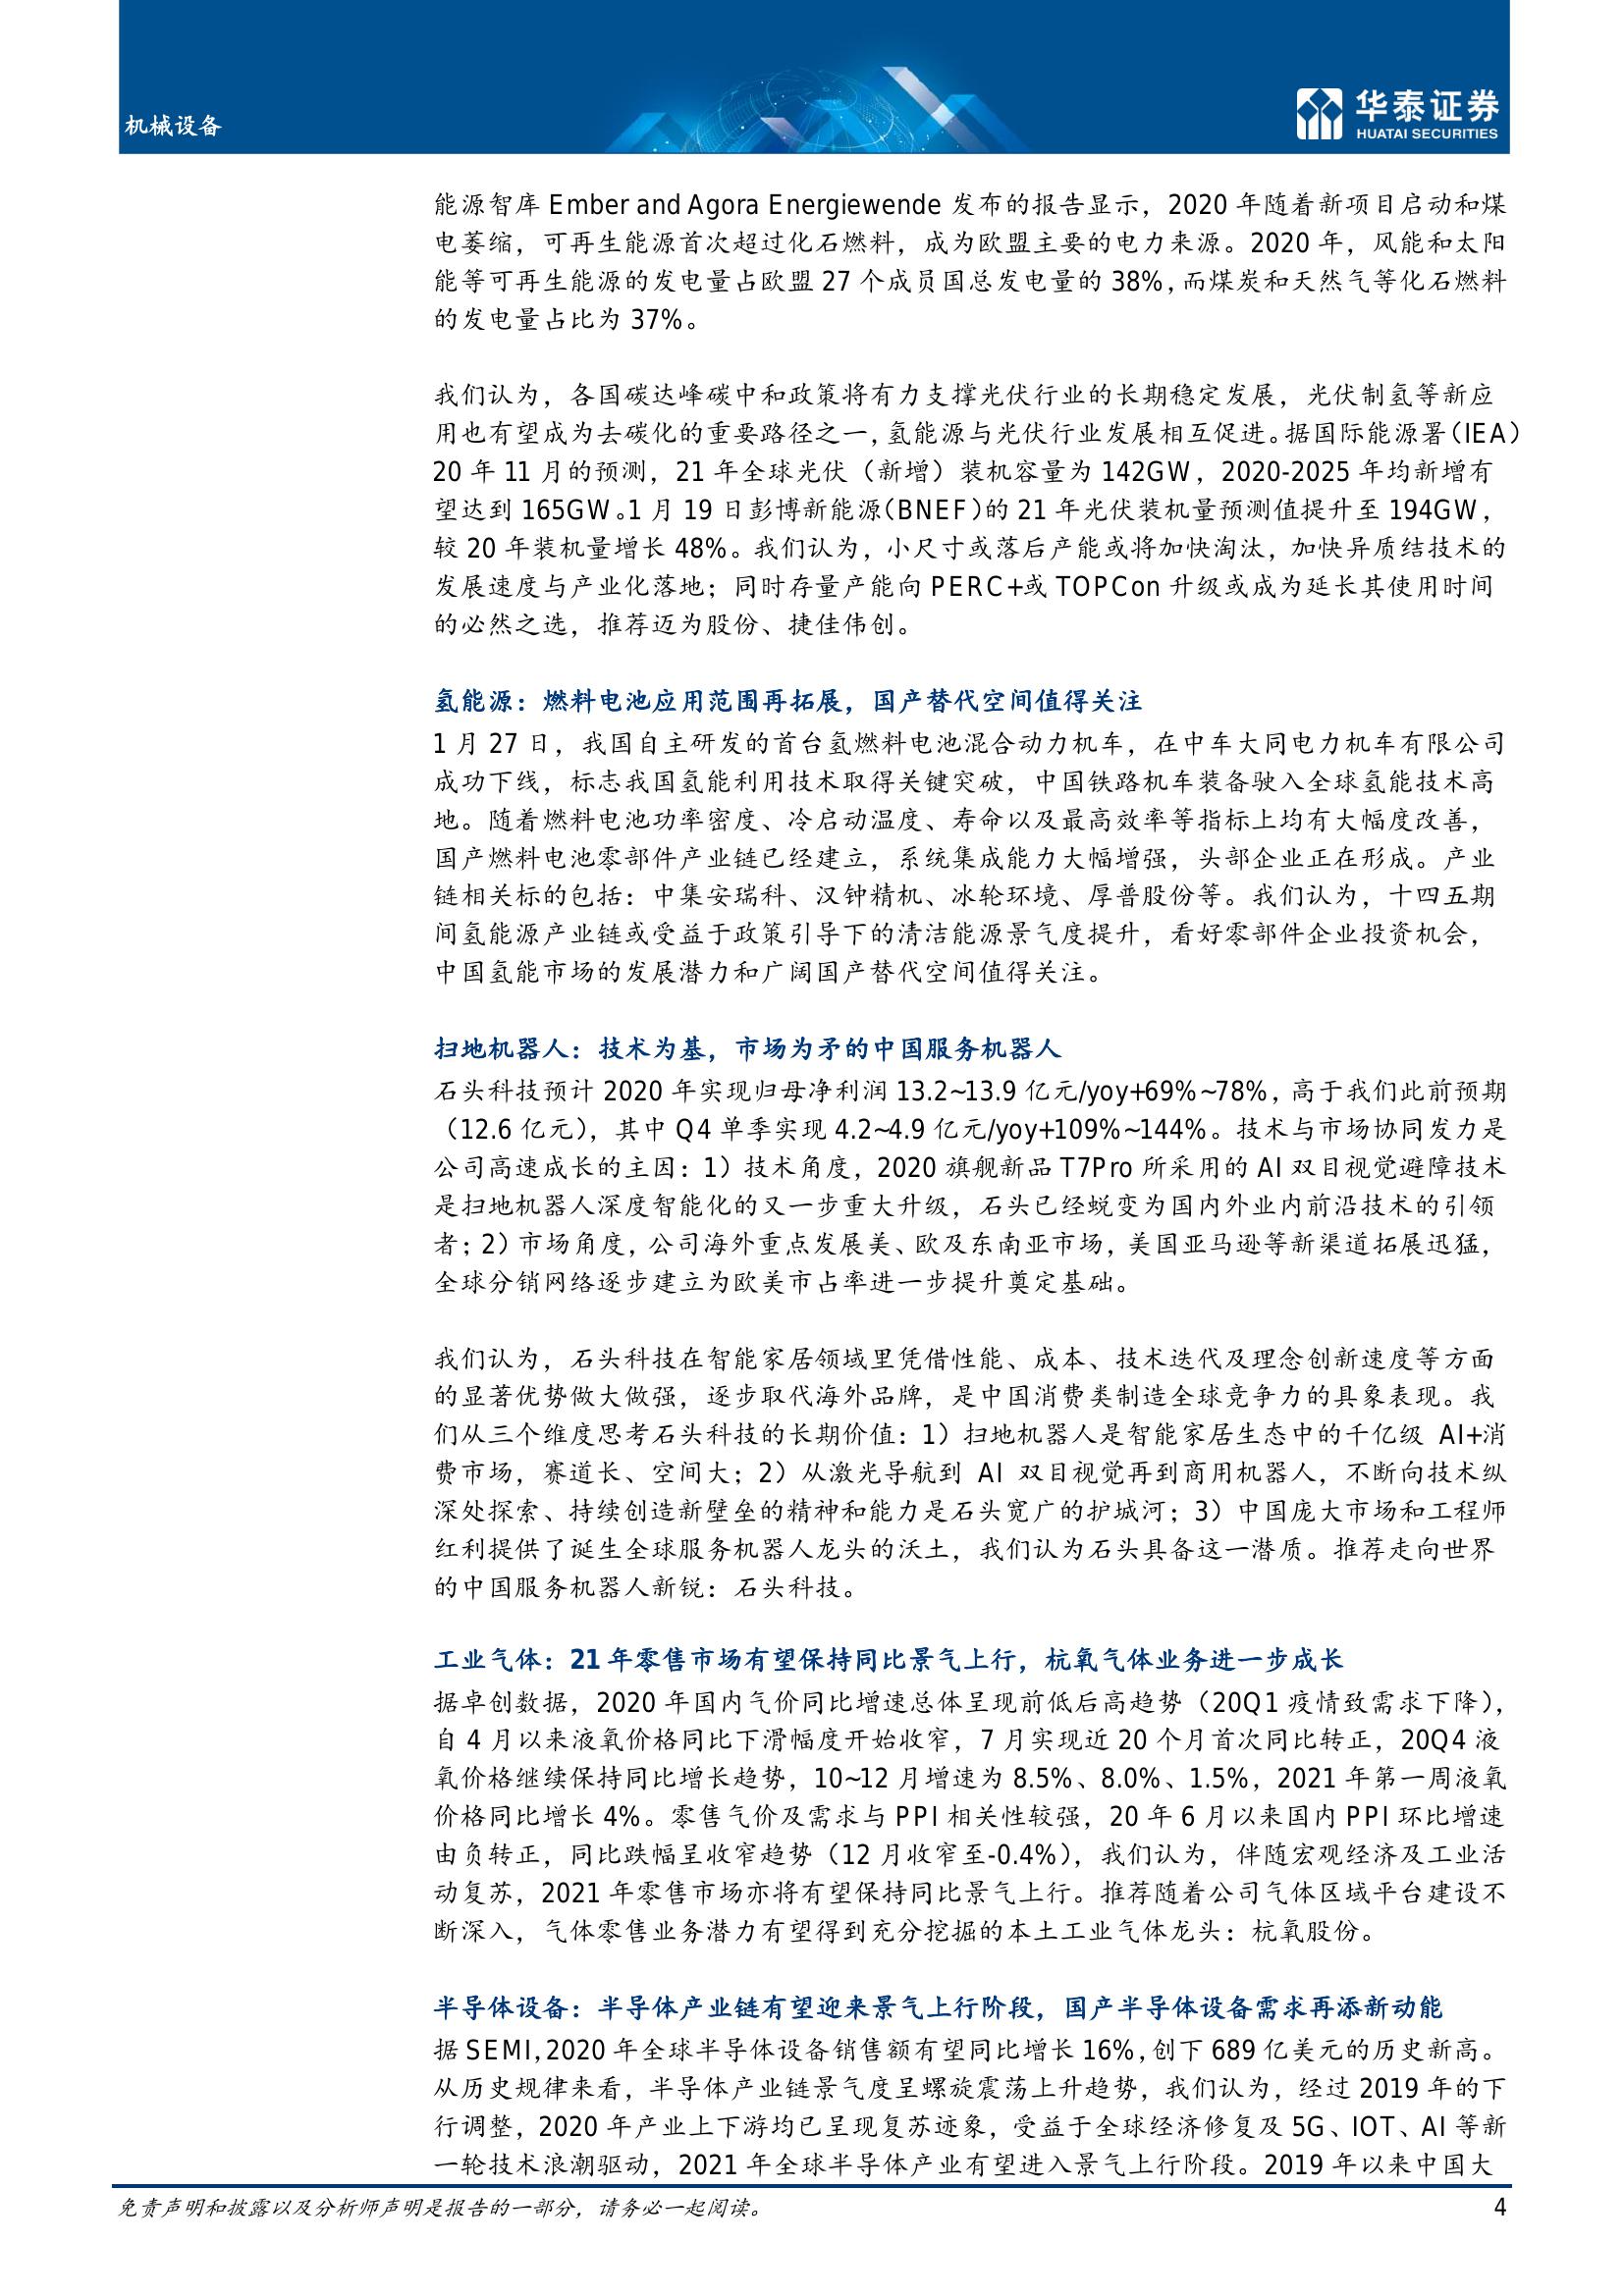 机械设备
华泰证券
HUATAI SECURITIES
能源智库 Ember and Agora Energiewende 发布的报告显示，2020 年随着新项目启动和煤
电萎缩，可再生能源首次超过化石燃料，成为欧盟主要的电力来源。2020 年，风能和太阳
能等可再生能源的发电量占欧盟 27 个成员国总发电量的 38%，而煤炭和天然气等化石燃料
的发电量占比为 37%。
我们认为，各国碳达峰碳中和政策将有力支撑光伏行业的长期稳定发展，光伏制氢等新应
用也有望成为去碳化的重要路径之一，氢能源与光伏行业发展相互促进。据国际能源署（IEA）
20 年 11 月的预测，21 年全球光伏（新增）装机容量为 142GW，2020-2025 年均新增有
望达到 165GW。1 月 19 日彭博新能源（BNEF）的 21 年光伏装机量预测值提升至 194GW，
较 20 年装机量增长 48%。我们认为，小尺寸或落后产能或将加快淘汰，加快异质结技术的
发展速度与产业化落地；同时存量产能向 PERC+或 TOPCon 升级或成为延长其使用时间
的必然之选，推荐迈为股份、捷佳伟创。
氢能源：燃料电池应用范围再拓展，国产替代空间值得关注
1 月 27 日，我国自主研发的首台氢燃料电池混合动力机车，在中车大同电力机车有限公司
成功下线，标志我国氢能利用技术取得关键突破，中国铁路机车装备驶入全球氢能技术高
地。随着燃料电池功率密度、冷启动温度、寿命以及最高效率等指标上均有大幅度改善，
国产燃料电池零部件产业链已经建立，系统集成能力大幅增强，头部企业正在形成。产业
链相关标的包括：中集安瑞科、汉钟精机、冰轮环境、厚普股份等。我们认为，十四五期
间氢能源产业链或受益于政策引导下的清洁能源景气度提升，看好零部件企业投资机会，
中国氢能市场的发展潜力和广阔国产替代空间值得关注。
扫地机器人：技术为基，市场为矛的中国服务机器人
石头科技预计 2020 年实现归母净利润 13.2~13.9 亿元/yoy+69%~78%，高于我们此前预期
（12.6 亿元），其中 Q4 单季实现 4.2~4.9 亿元/yoy+109%~144%。技术与市场协同发力是
公司高速成长的主因：1）技术角度，2020 旗舰新品 T7Pro 所采用的 AI 双目视觉避障技术
是扫地机器人深度智能化的又一步重大升级，石头已经蜕变为国内外业内前沿技术的引领
者；2）市场角度，公司海外重点发展美、欧及东南亚市场，美国亚马逊等新渠道拓展迅猛，
全球分销网络逐步建立为欧美市占率进一步提升奠定基础。
我们认为，石头科技在智能家居领域里凭借性能、成本、技术迭代及理念创新速度等方面
的显著优势做大做强，逐步取代海外品牌，是中国消费类制造全球竞争力的具象表现。我
们从三个维度思考石头科技的长期价值：1）扫地机器人是智能家居生态中的千亿级 AI+消
费市场，赛道长、空间大；2）从激光导航到 AI 双目视觉再到商用机器人，不断向技术纵
深处探索、持续创造新壁垒的精神和能力是石头宽广的护城河；3）中国庞大市场和工程师
红利提供了诞生全球服务机器人龙头的沃土，我们认为石头具备这一潜质。推荐走向世界
的中国服务机器人新锐：石头科技。
工业气体：21 年零售市场有望保持同比景气上行，杭氧气体业务进一步成长
据卓创数据，2020 年国内气价同比增速总体呈现前低后高趋势（20Q1 疫情致需求下降），
自 4 月以来液氧价格同比下滑幅度开始收窄，7 月实现近 20 个月首次同比转正，20Q4 液
氧价格继续保持同比增长趋势，10~12 月增速为 8.5%、8.0%、1.5%，2021 年第一周液氧
价格同比增长 4%。零售气价及需求与 PPI 相关性较强，20 年 6 月以来国内 PPI 环比增速
由负转正，同比跌幅呈收窄趋势（12 月收窄至-0.4%），我们认为，伴随宏观经济及工业活
动复苏，2021 年零售市场亦将有望保持同比景气上行。推荐随着公司气体区域平台建设不
断深入，气体零售业务潜力有望得到充分挖掘的本土工业气体龙头：杭氧股份。
半导体设备：半导体产业链有望迎来景气上行阶段，国产半导体设备需求再添新动能
据 SEMI，2020 年全球半导体设备销售额有望同比增长 16%，创下 689 亿美元的历史新高。
从历史规律来看，半导体产业链景气度呈螺旋震荡上升趋势，我们认为，经过 2019 年的下
行调整，2020 年产业上下游均已呈现复苏迹象，受益于全球经济修复及 5G、IOT、AI 等新
一轮技术浪潮驱动，2021 年全球半导体产业有望进入景气上行阶段。2019 年以来中国大
免责声明和披露以及分析师声明是报告的一部分，请务必一起阅读。
4